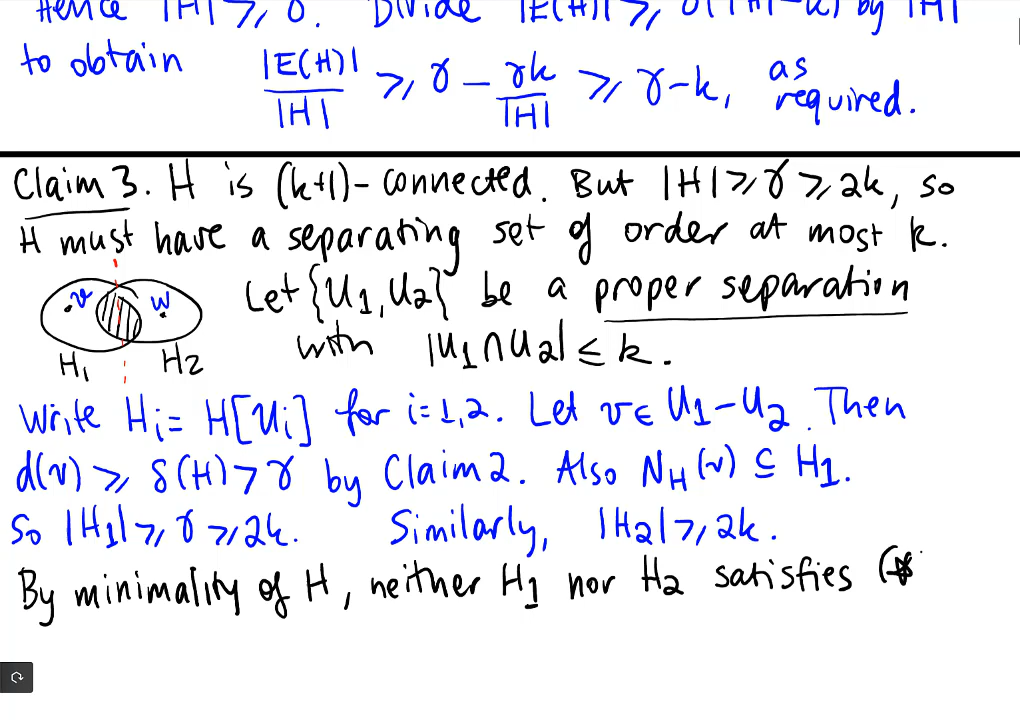 Hence |H| ≥ γ. Divide |E(H)| ≥ γ(|H|-k) by |H|
to obtain |E(H)|/|H| ≥ γ - γk/|H| ≥ γ-k, as required.
Claim 3. H is (k+1)-connected. But |H| ≥ γ ≥ 2k, so
H must have a separating set of order at most k.
v w
H₁ H₂
Let {U₁,U₂} be a proper separation
with |U₁∩U₂| ≤ k.
Write Hᵢ = H[Uᵢ] for i=1,2. Let v∈ U₁-U₂. Then
d(v) ≥ δ(H) > γ by Claim 2. Also N_H(v) ⊆ H₁.
So |H₁| ≥ γ ≥ 2k. Similarly, |H₂| ≥ 2k.
By minimality of H, neither H₁ nor H₂ satisfies (*